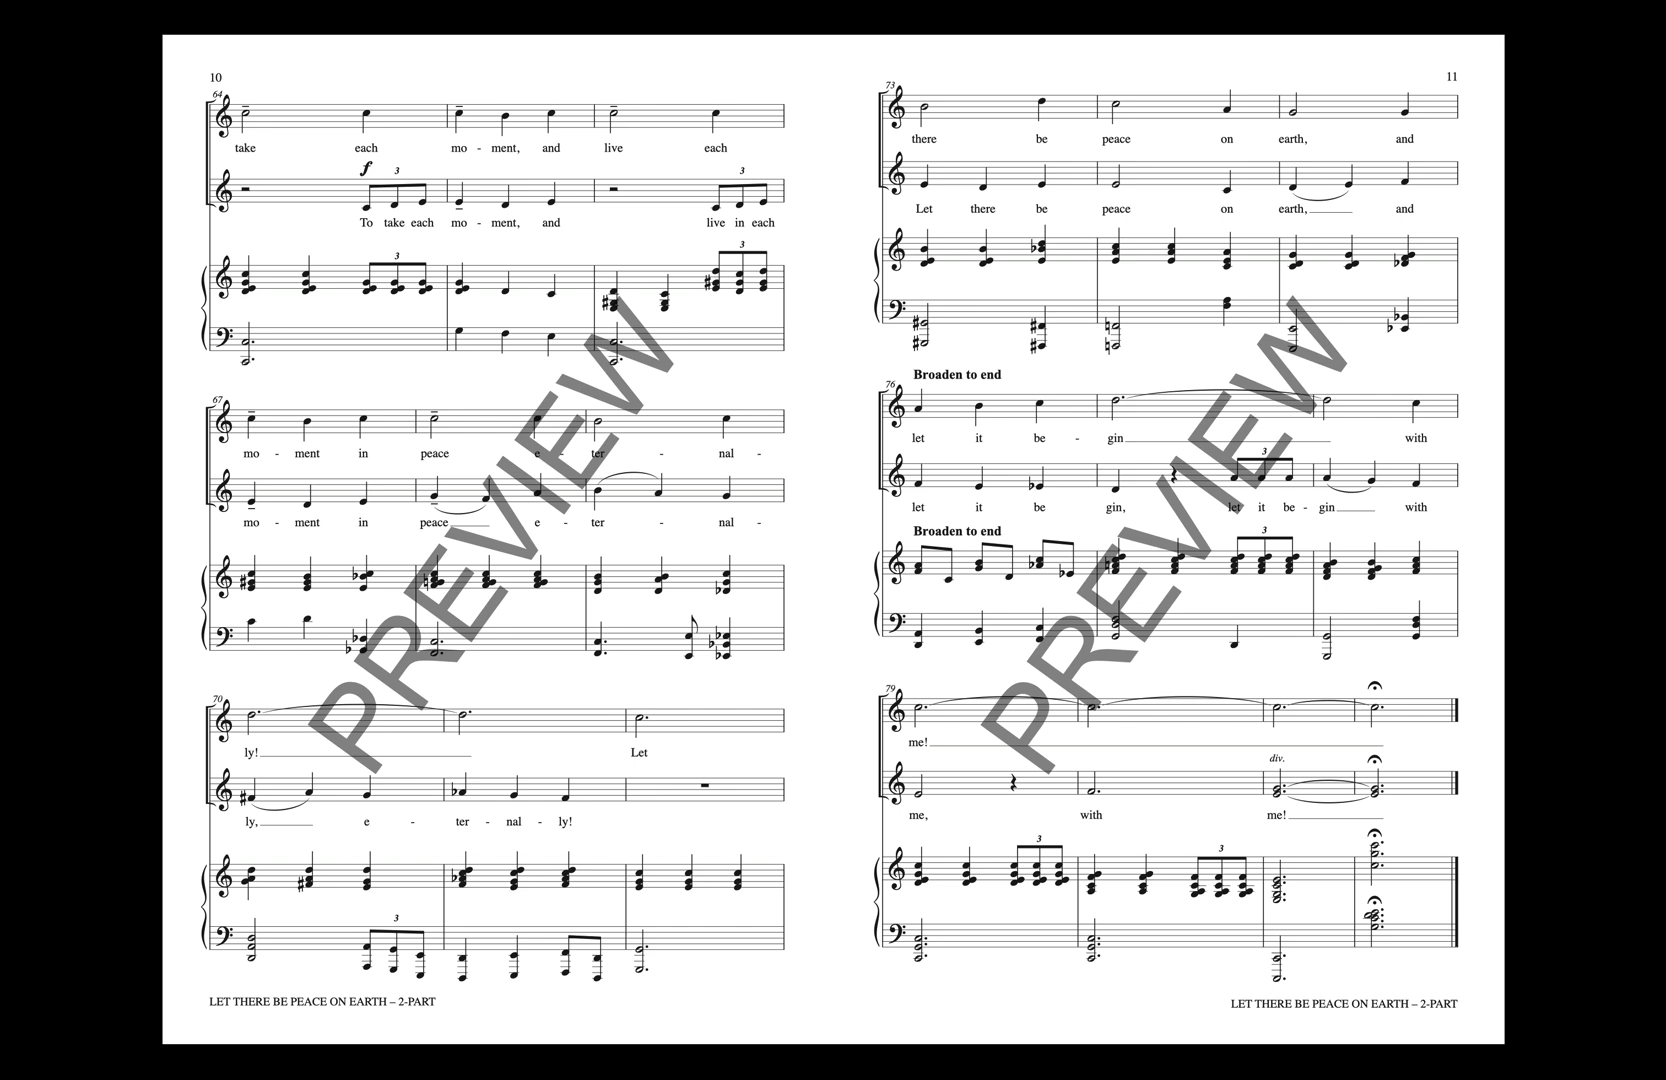 10
64
take each mo - ment, and live each
f 3 3
To take each mo - ment, and live in each
3 3
67
mo - ment in peace e - ter - nal -
mo - ment in peace e - ter - nal -
70
ly! Let
ly, e - ter - nal - ly!
3
LET THERE BE PEACE ON EARTH – 2-PART
PREVIEW
11
73
there be peace on earth, and
Let there be peace on earth, and
Broaden to end
76
let it be - gin with
3
let it be gin, let it be - gin with
Broaden to end
3
79
me!
div.
me, with me!
3 3
LET THERE BE PEACE ON EARTH – 2-PART
PREVIEW